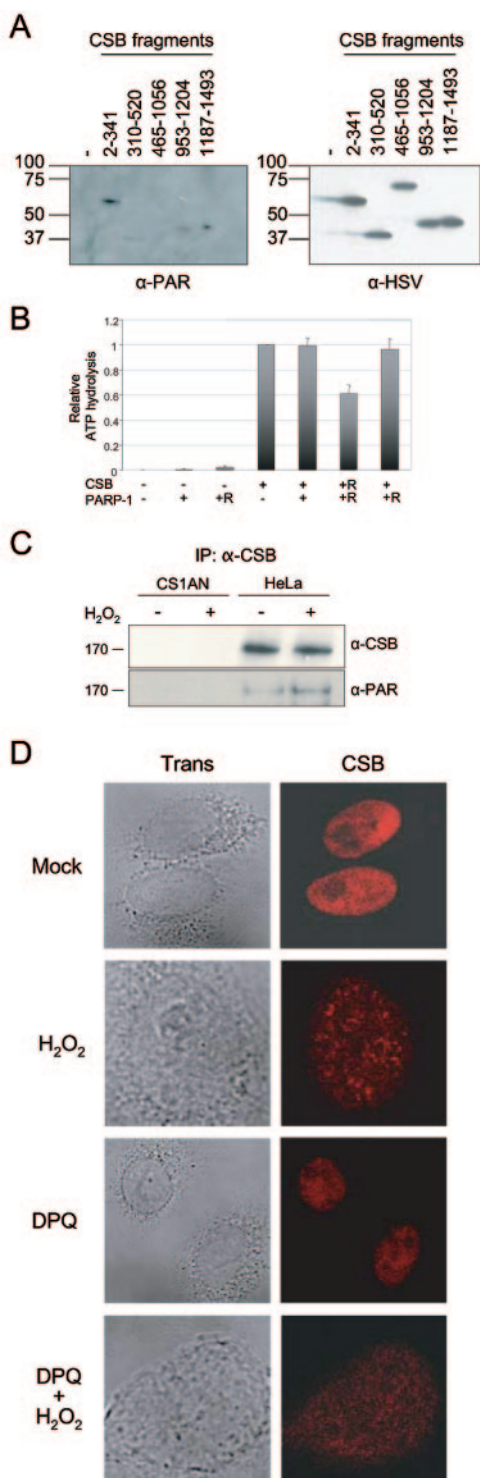 A
CSB fragments
-
2-341
310-520
465-1056
953-1204
1187-1493
100
75
50
37
α-PAR
CSB fragments
-
2-341
310-520
465-1056
953-1204
1187-1493
100
75
50
37
α-HSV
B
Relative
ATP hydrolysis
1.2
1
0.8
0.6
0.4
0.2
0
CSB - - - + + +R +
PARP-1 - + +R - + +R +R
C
IP: α-CSB
CS1AN HeLa
H₂O₂ - + - +
170 α-CSB
170 α-PAR
D
Trans CSB
Mock
H₂O₂
DPQ
DPQ
+
H₂O₂